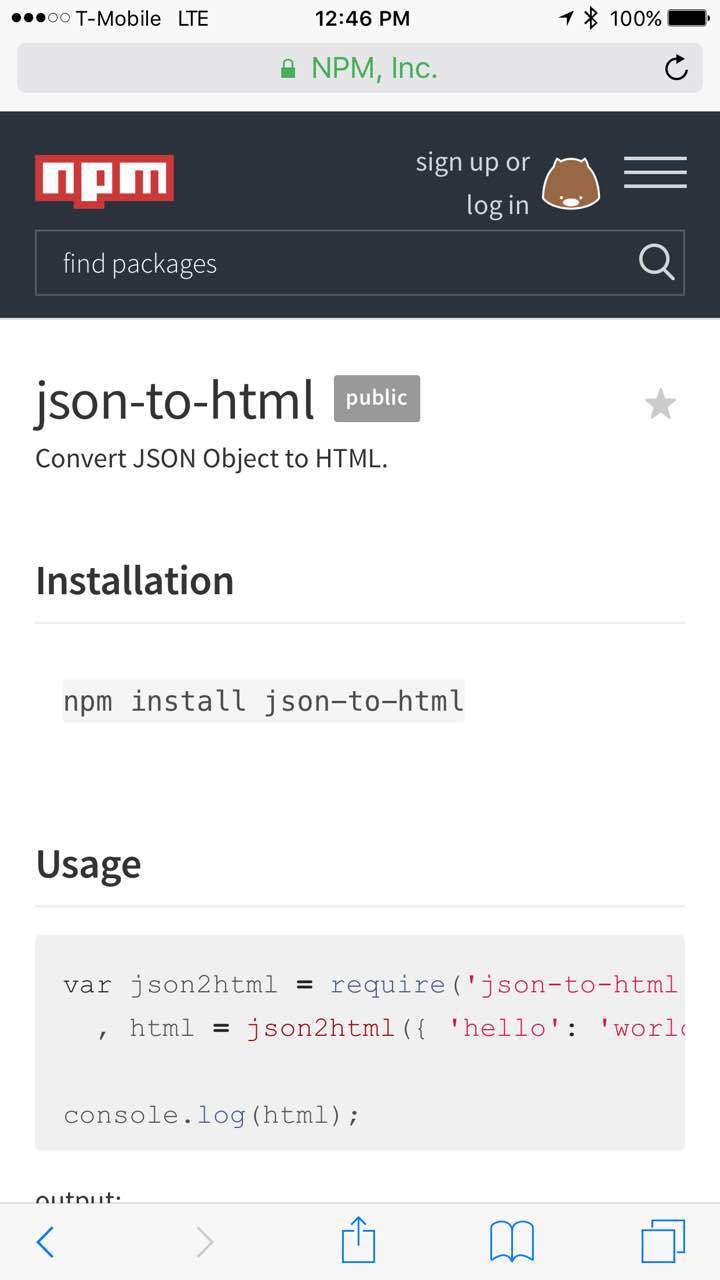 T-Mobile LTE 12:46 PM 100%
NPM, Inc.
npm
sign up or
log in
find packages
json-to-html public
Convert JSON Object to HTML.
Installation
npm install json-to-html
Usage
var json2html = require('json-to-html
, html = json2html({ 'hello': 'worl
console.log(html);
output: